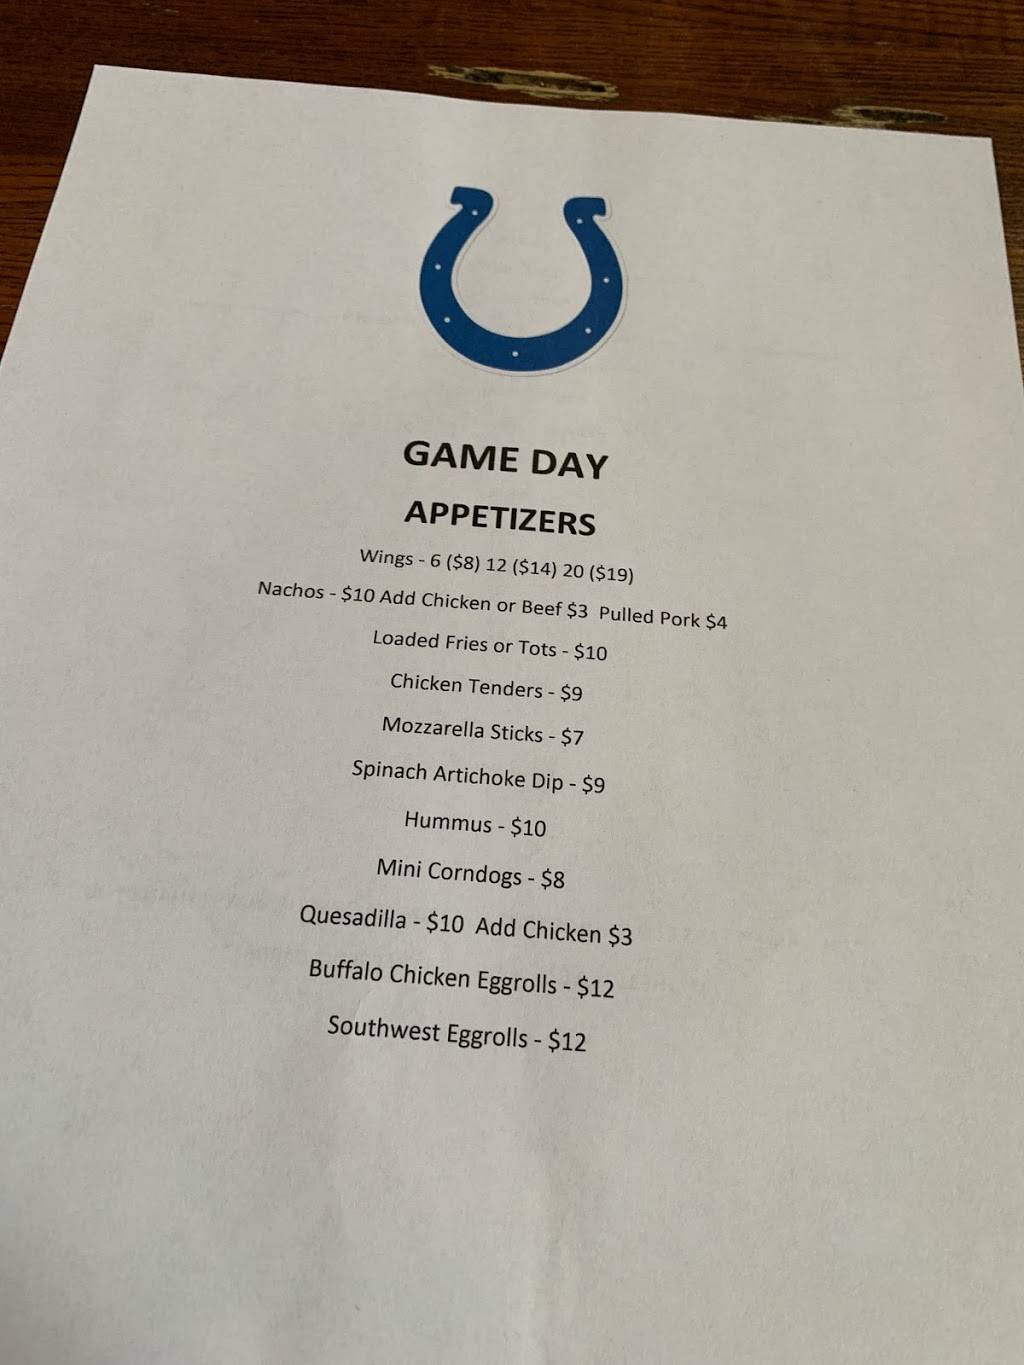 GAME DAY
APPETIZERS
Wings - 6 ($8) 12 ($14) 20 ($19)
Nachos - $10 Add Chicken or Beef $3  Pulled Pork $4
Loaded Fries or Tots - $10
Chicken Tenders - $9
Mozzarella Sticks - $7
Spinach Artichoke Dip - $9
Hummus - $10
Mini Corndogs - $8
Quesadilla - $10  Add Chicken $3
Buffalo Chicken Eggrolls - $12
Southwest Eggrolls - $12